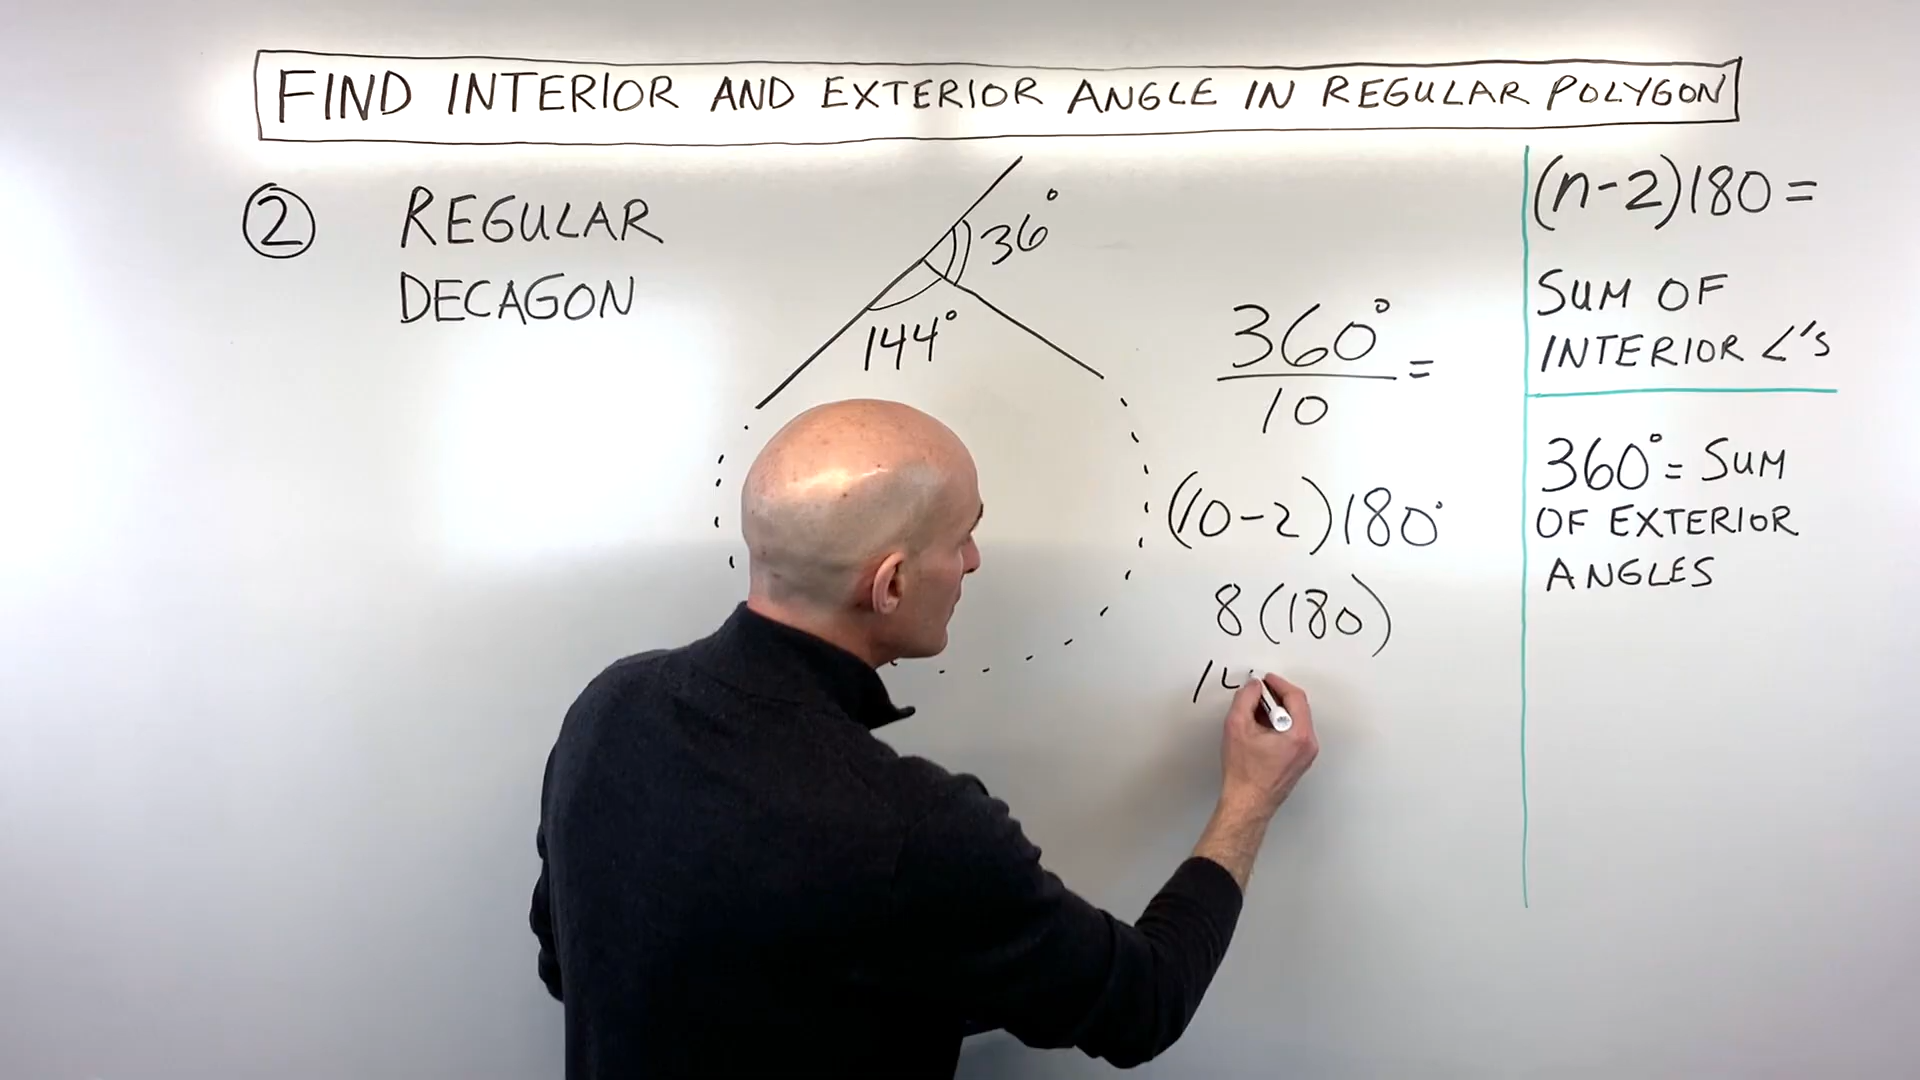 FIND INTERIOR AND EXTERIOR ANGLE IN REGULAR POLYGON
② REGULAR
DECAGON
36°
144°
360°
10
=
(10-2)180°
8(180)
14
(n-2)180=
SUM OF
INTERIOR ∠'S
360°= SUM
OF EXTERIOR
ANGLES